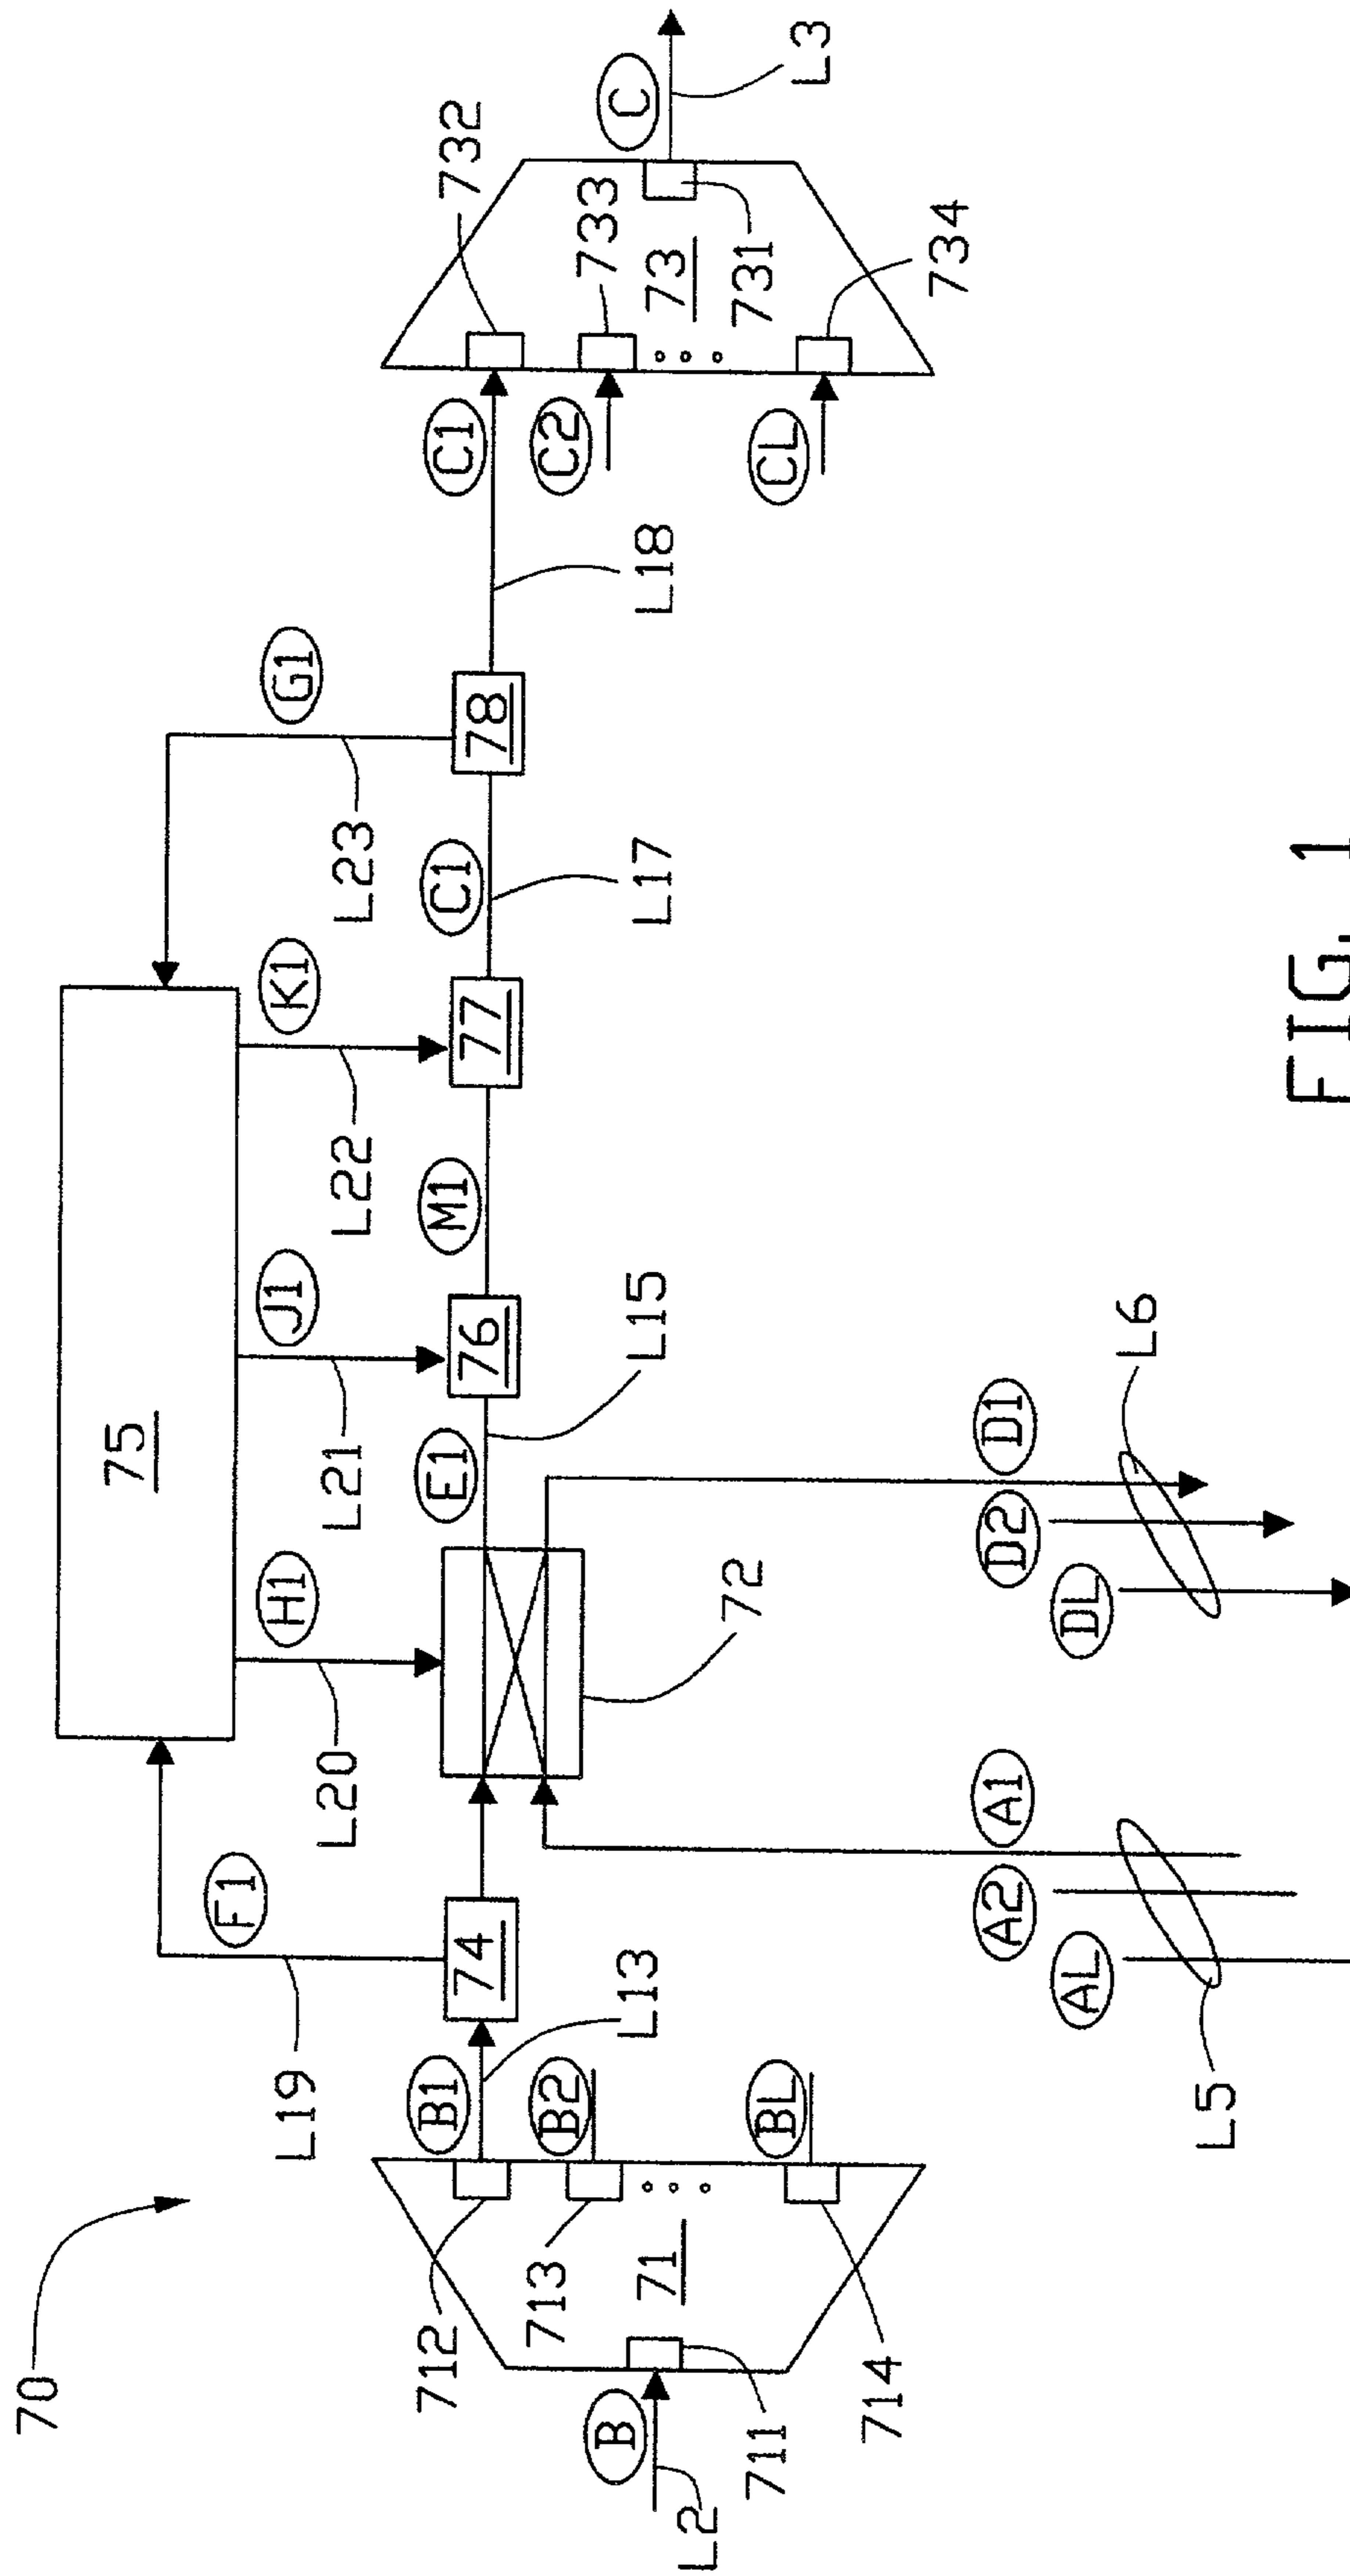 70
75
F1
L19
H1
L20
J1
L21
K1
L22
G1
L23
B
L2
711
712
713
714
71
B1
B2
BL
L13
74
72
E1
L15
76
M1
77
C1
L17
78
L18
C1
C2
CL
732
733
73
731
734
C
L3
A1
A2
AL
L5
D1
D2
DL
L6
FIG. 1